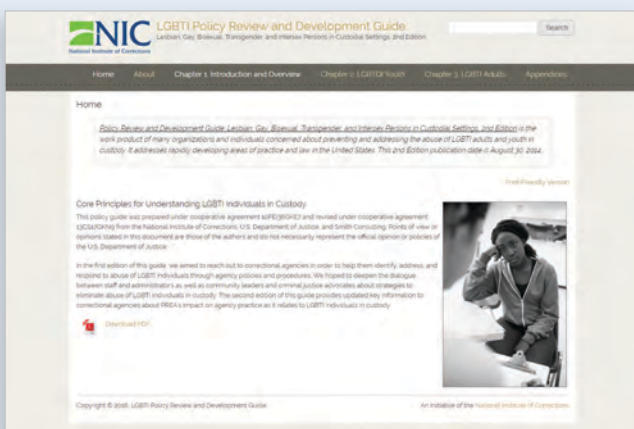 NIC
National Institute of Corrections
LGBTI Policy Review and Development Guide
Lesbian, Gay, Bisexual, Transgender, and Intersex Persons in Custodial Settings, 2nd Edition
Search
Home About Chapter 1: Introduction and Overview Chapter 2: LGBTQI Youth Chapter 3: LGBTI Adults Appendices
Home
Policy Review and Development Guide: Lesbian, Gay, Bisexual, Transgender, and Intersex Persons in Custodial Settings, 2nd Edition is the
work product of many organizations and individuals concerned about preventing and addressing the abuse of LGBTI adults and youth in
custody. It addresses rapidly developing areas of practice and law in the United States. This 2nd Edition publication date is August 30, 2014.
Print-Friendly Version
Core Principles for Understanding LGBTI Individuals in Custody
This policy guide was prepared under cooperative agreement and revised under cooperative agreement
from the National Institute of Corrections, U.S. Department of Justice, and Smith Consulting. Points of view or
opinions stated in this document are those of the authors and do not necessarily represent the official opinion or policies of
the U.S. Department of Justice.
In the first edition of this guide, we aimed to reach out to correctional agencies in order to help them identify, address, and
respond to abuse of LGBTI individuals through agency policies and procedures. We hoped to deepen the dialogue
between staff and administrators as well as community leaders and criminal justice advocates about strategies to
eliminate abuse of LGBTI individuals in custody. The second edition of this guide provides updated key information to
correctional agencies about PREA's impact on agency practice as it relates to LGBTI individuals in custody.
Download PDF
Copyright © 2016, LGBTI Policy Review and Development Guide
An Initiative of the National Institute of Corrections